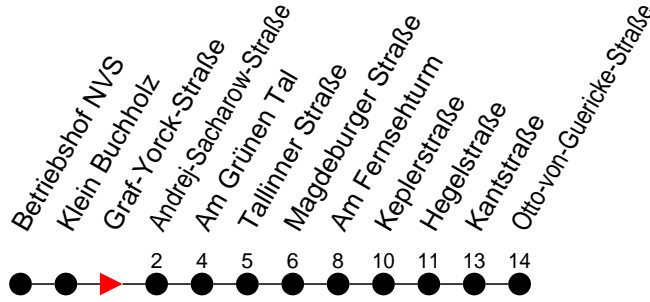 Betriebshof NVS
Klein Buchholz
Graf-Yorck-Straße
Andrej-Sacharow-Straße
Am Grünen Tal
Tallinner Straße
Magdeburger Straße
Am Fernsehturm
Keplerstraße
Hegelstraße
Kantstraße
Otto-von-Guericke-Straße
2 4 5 6 8 10 11 13 14